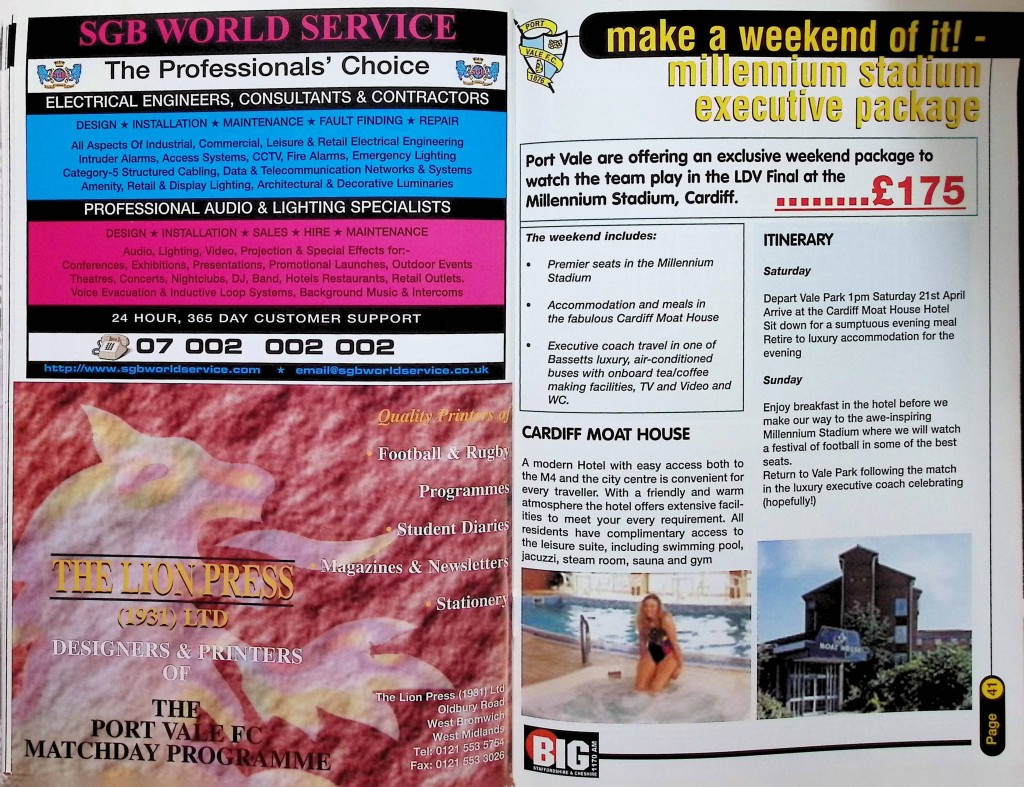 SGB WORLD SERVICE
The Professionals' Choice
ELECTRICAL ENGINEERS, CONSULTANTS & CONTRACTORS
DESIGN ★ INSTALLATION ★ MAINTENANCE ★ FAULT FINDING ★ REPAIR
All Aspects Of Industrial, Commercial, Leisure & Retail Electrical Engineering
Intruder Alarms, Access Systems, CCTV, Fire Alarms, Emergency Lighting
Category-5 Structured Cabling, Data & Telecommunication Networks & Systems
Amenity, Retail & Display Lighting, Architectural & Decorative Luminaries
PROFESSIONAL AUDIO & LIGHTING SPECIALISTS
DESIGN ★ INSTALLATION ★ SALES ★ HIRE ★ MAINTENANCE
Audio, Lighting, Video, Projection & Special Effects for:-
Conferences, Exhibitions, Presentations, Promotional Launches, Outdoor Events
Theatres, Concerts, Nightclubs, DJ, Band, Hotels Restaurants, Retail Outlets.
Voice Evacuation & Inductive Loop Systems, Background Music & Intercoms
24 HOUR, 365 DAY CUSTOMER SUPPORT
07 002 002 002
http://www.sgbworldservice.com ★ email@sgbworldservice.co.uk
Quality Printers of
• Football & Rugby
Programmes
• Student Diaries
• Magazines & Newsletters
• Stationery
THE LION PRESS
(1931) LTD
DESIGNERS & PRINTERS
OF
THE
PORT VALE FC
MATCHDAY PROGRAMME
The Lion Press (1981) Ltd
Oldbury Road
West Bromwich
West Midlands
Tel: 0121 553 5754
Fax: 0121 553 3026
PORT
VALE F.C.
1876
make a weekend of it! -
millennium stadium
executive package
Port Vale are offering an exclusive weekend package to
watch the team play in the LDV Final at the
Millennium Stadium, Cardiff.
.........£175
The weekend includes:
• Premier seats in the Millennium
Stadium
• Accommodation and meals in
the fabulous Cardiff Moat House
• Executive coach travel in one of
Bassetts luxury, air-conditioned
buses with onboard tea/coffee
making facilities, TV and Video and
WC.
CARDIFF MOAT HOUSE
A modern Hotel with easy access both to
the M4 and the city centre is convenient for
every traveller. With a friendly and warm
atmosphere the hotel offers extensive facil-
ities to meet your every requirement. All
residents have complimentary access to
the leisure suite, including swimming pool,
jacuzzi, steam room, sauna and gym
ITINERARY
Saturday
Depart Vale Park 1pm Saturday 21st April
Arrive at the Cardiff Moat House Hotel
Sit down for a sumptuous evening meal
Retire to luxury accommodation for the
evening
Sunday
Enjoy breakfast in the hotel before we
make our way to the awe-inspiring
Millennium Stadium where we will watch
a festival of football in some of the best
seats.
Return to Vale Park following the match
in the luxury executive coach celebrating
(hopefully!)
MOAT HOUSE
BIG
1170 AM
STAFFORDSHIRE & CHESHIRE
Page 41